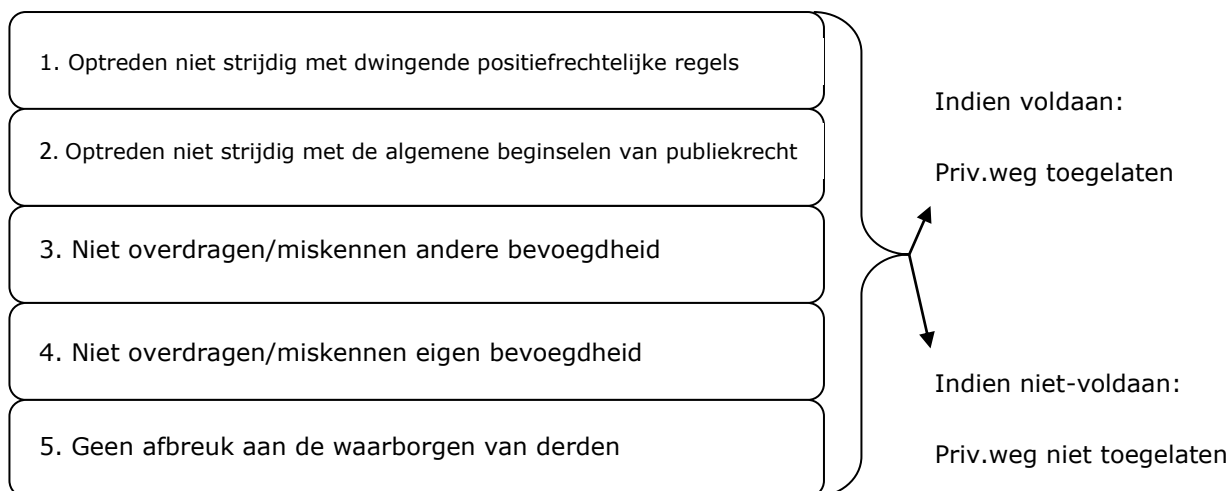 1. Optreden niet strijdig met dwingende positiefrechtelijke regels
2. Optreden niet strijdig met de algemene beginselen van publiekrecht
3. Niet overdragen/miskennen andere bevoegdheid
4. Niet overdragen/miskennen eigen bevoegdheid
5. Geen afbreuk aan de waarborgen van derden
Indien voldaan:
Priv.weg toegelaten
Indien niet-voldaan:
Priv.weg niet toegelaten